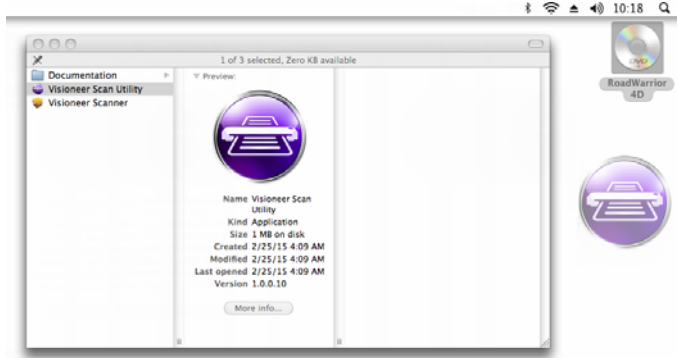 10:18
1 of 3 selected, Zero KB available
Documentation
Visioneer Scan Utility
Visioneer Scanner
Preview:
Name Visioneer Scan
Utility
Kind Application
Size 1 MB on disk
Created 2/25/15 4:09 AM
Modified 2/25/15 4:09 AM
Last opened 2/25/15 4:09 AM
Version 1.0.0.10
More info...
DVD
RoadWarrior
4D